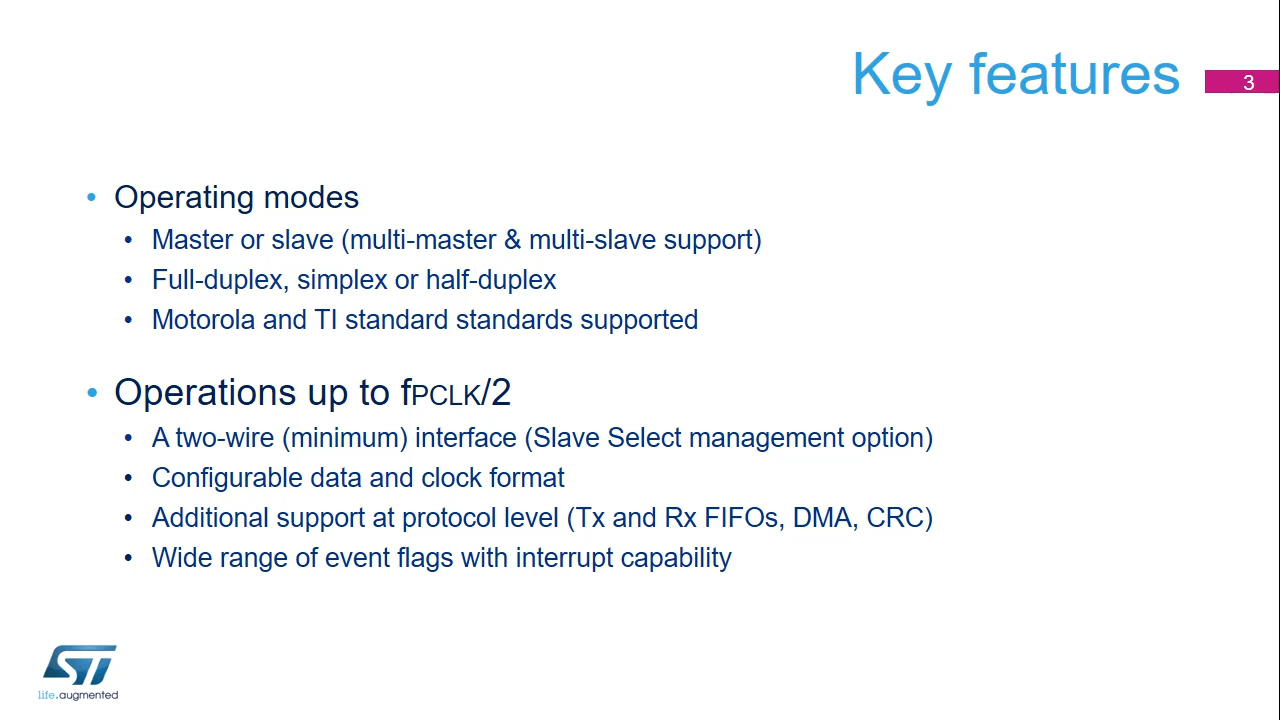 Key features
3
• Operating modes
• Master or slave (multi-master & multi-slave support)
• Full-duplex, simplex or half-duplex
• Motorola and TI standard standards supported
• Operations up to fPCLK/2
• A two-wire (minimum) interface (Slave Select management option)
• Configurable data and clock format
• Additional support at protocol level (Tx and Rx FIFOs, DMA, CRC)
• Wide range of event flags with interrupt capability
ST
life.augmented